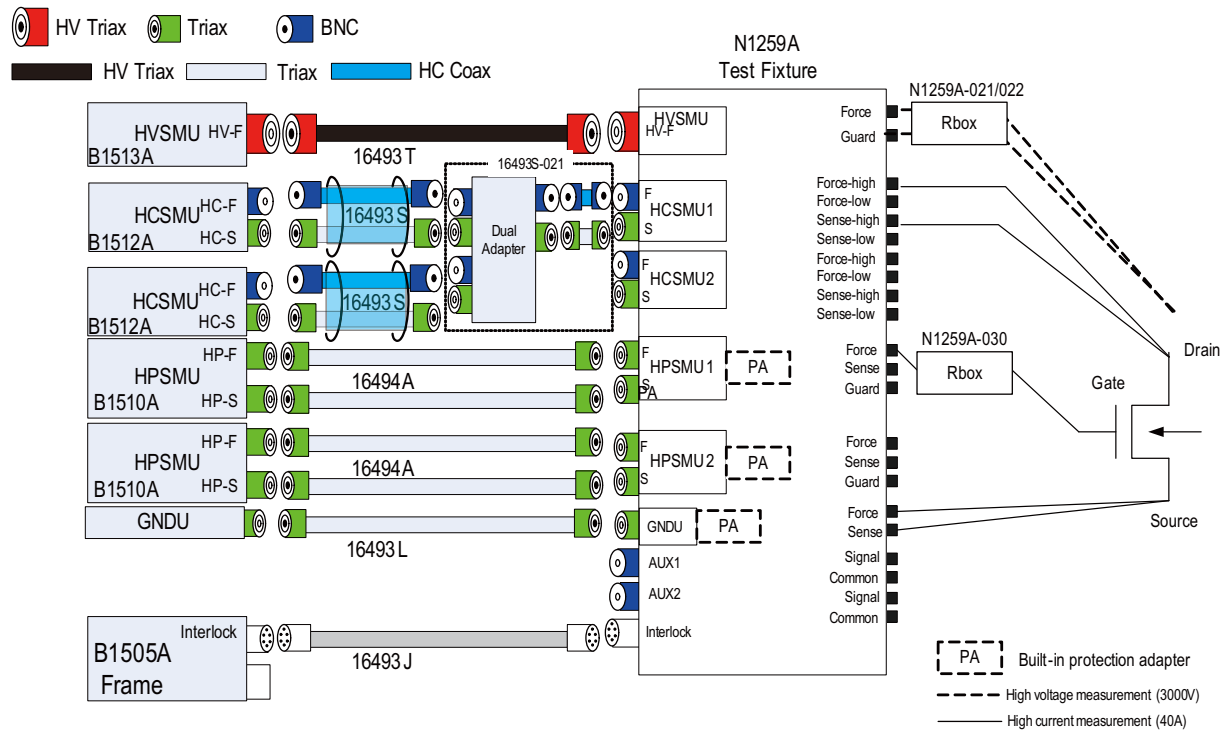 HV Triax
Triax
BNC
HV Triax
Triax
HC Coax
N1259A
Test Fixture
HVSMU
HV-F
B1513A
16493T
HVSMU
HV-F
Force
Guard
N1259A-021/022
Rbox
16493S-021
HCSMU
HC-F
HC-S
B1512A
16493 S
Dual
Adapter
F
HCSMU1
S
Force-high
Force-low
Sense-high
Sense-low
HCSMU
HC-F
HC-S
B1512A
16493 S
F
HCSMU2
S
Force-high
Force-low
Sense-high
Sense-low
HPSMU
HP-F
HP-S
B1510A
16494A
F
HPSMU1
S
PA
PA
Force
Sense
Guard
N1259A-030
Rbox
Drain
Gate
Source
HPSMU
HP-F
HP-S
B1510A
16494A
F
HPSMU2
S
PA
Force
Sense
Guard
GNDU
16493L
GNDU
PA
Force
Sense
AUX1
AUX2
Signal
Common
Signal
Common
Interlock
B1505A
Frame
16493J
Interlock
PA
Built-in protection adapter
High voltage measurement (3000V)
High current measurement (40A)